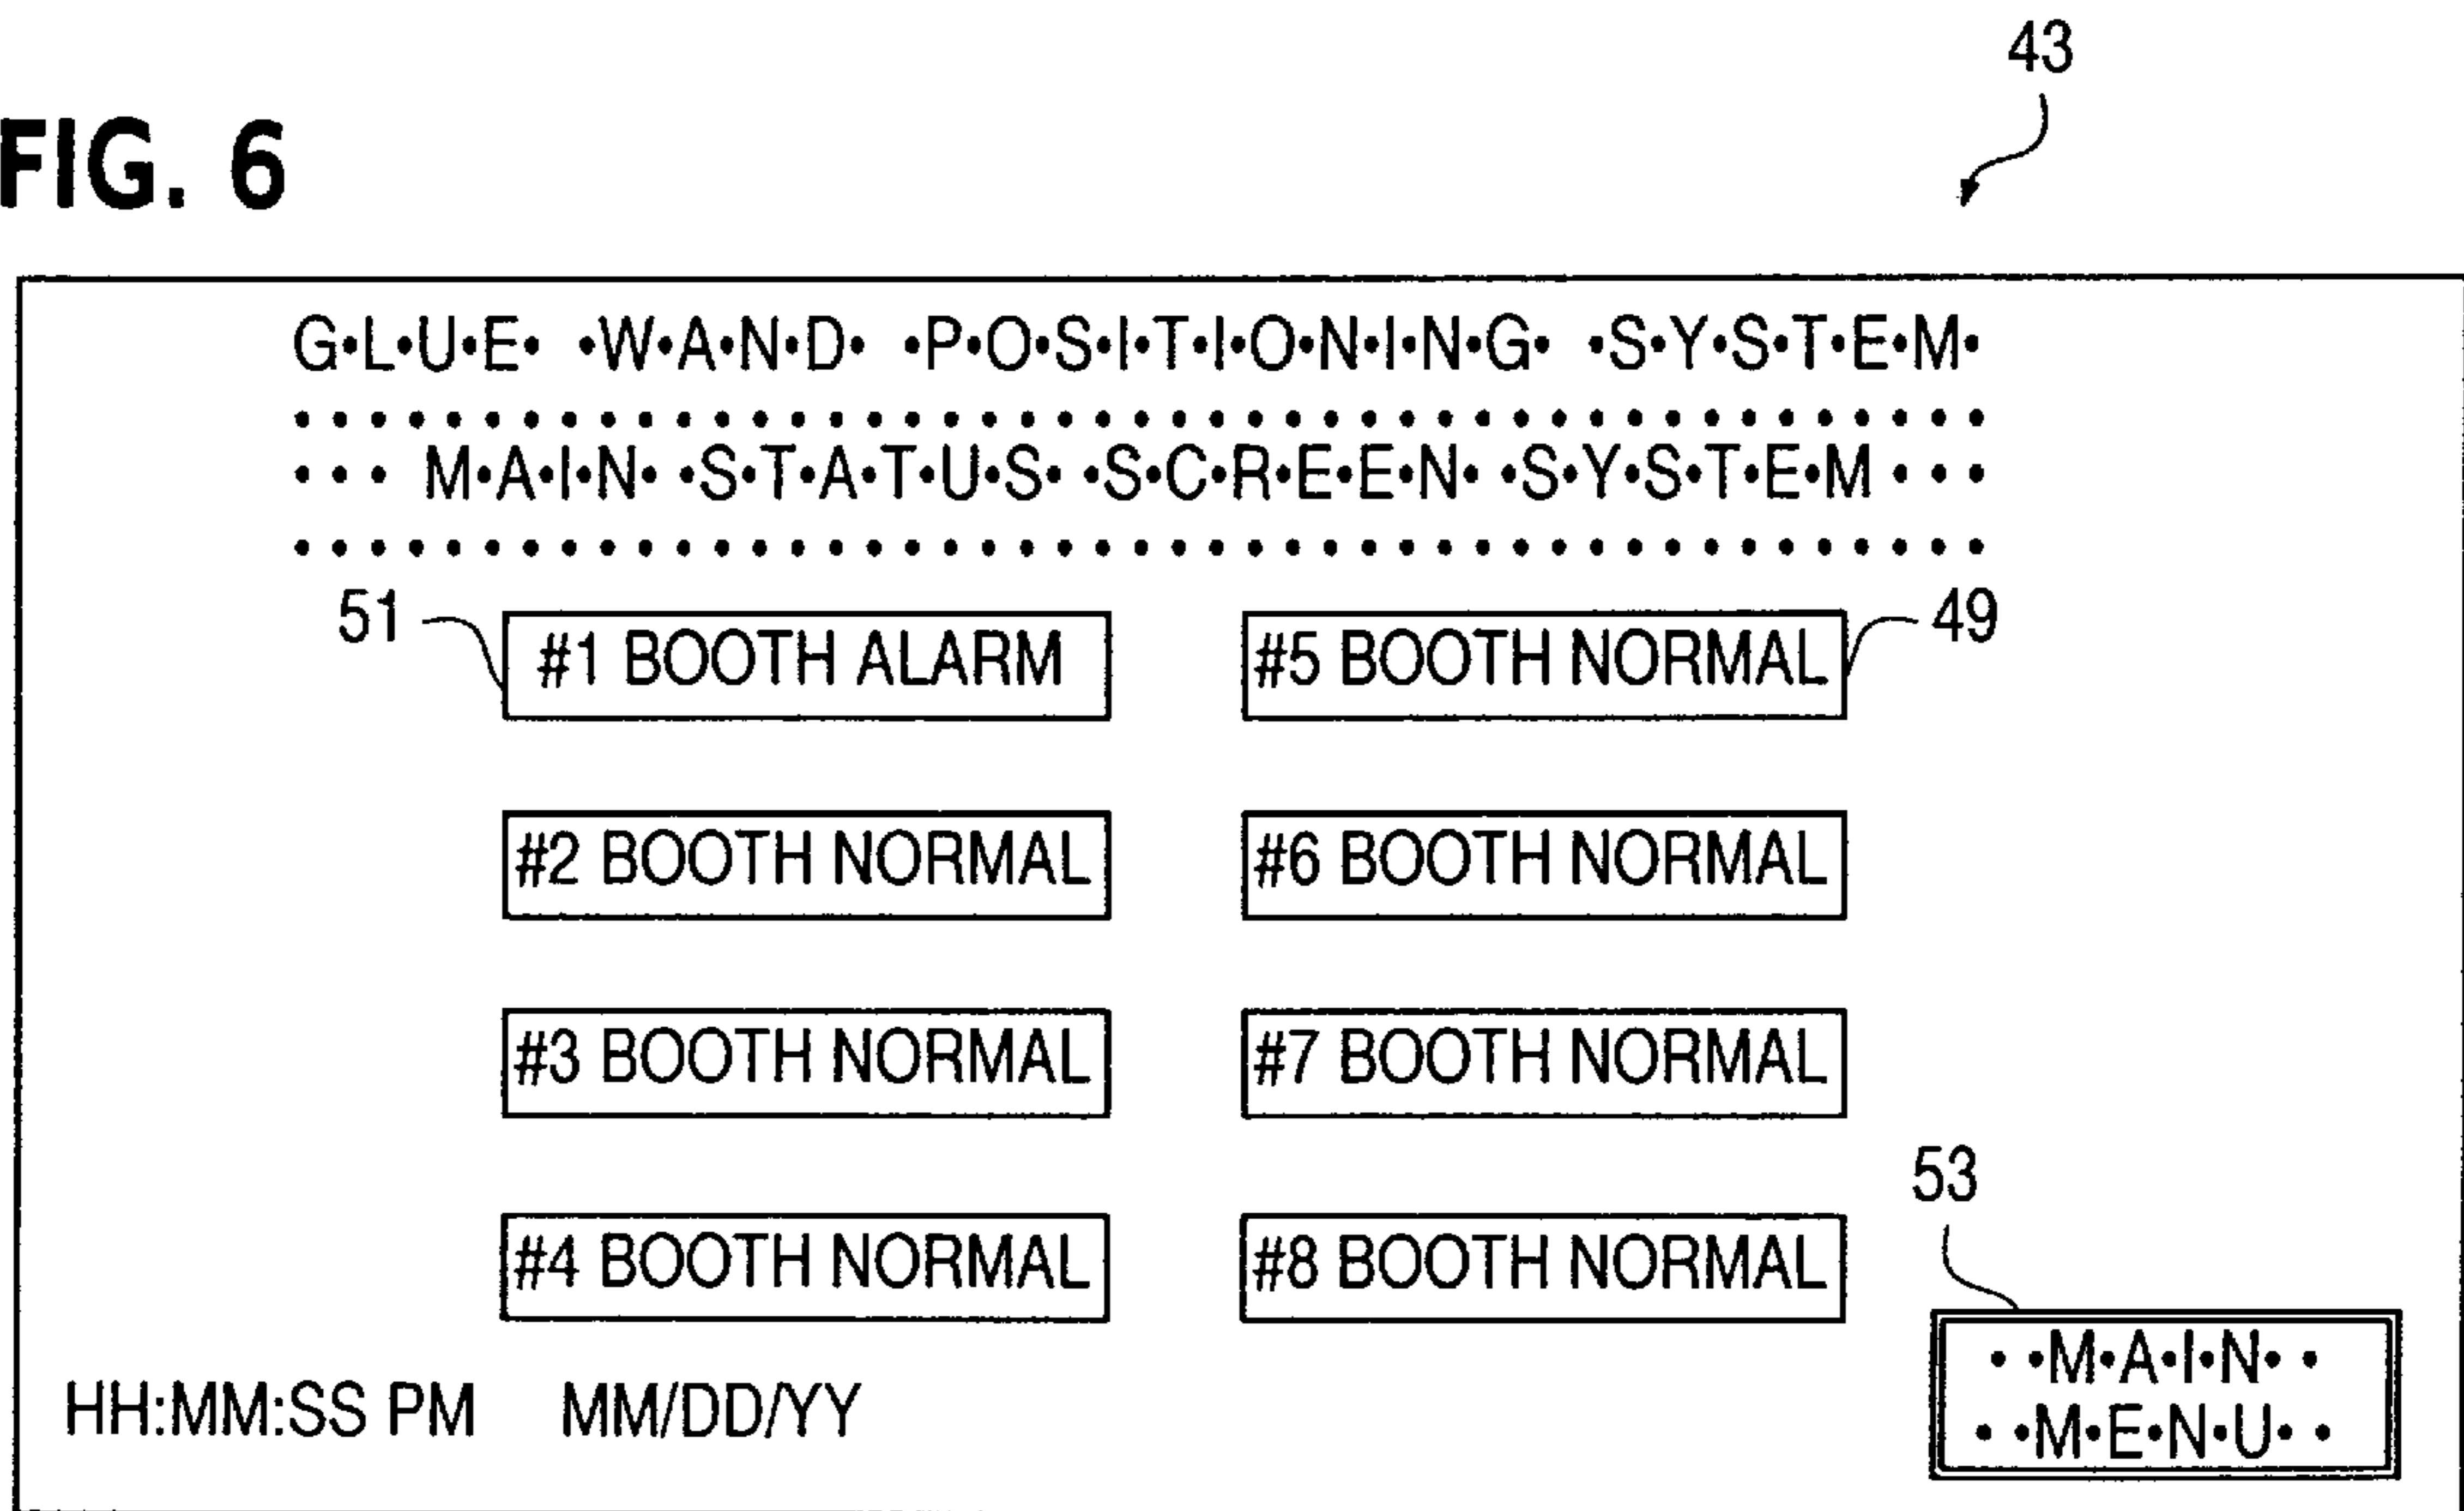 43
FIG. 6
G•L•U•E• •W•A•N•D• •P•O•S•I•T•I•O•N•I•N•G• •S•Y•S•T•E•M•
• • • M•A•I•N• •S•T•A•T•U•S• •S•C•R•E•E•N• •S•Y•S•T•E•M • • •
51 #1 BOOTH ALARM #5 BOOTH NORMAL 49
#2 BOOTH NORMAL #6 BOOTH NORMAL
#3 BOOTH NORMAL #7 BOOTH NORMAL
53
#4 BOOTH NORMAL #8 BOOTH NORMAL
• •M•A•I•N• •
HH:MM:SS PM MM/DD/YY
• •M•E•N•U• •